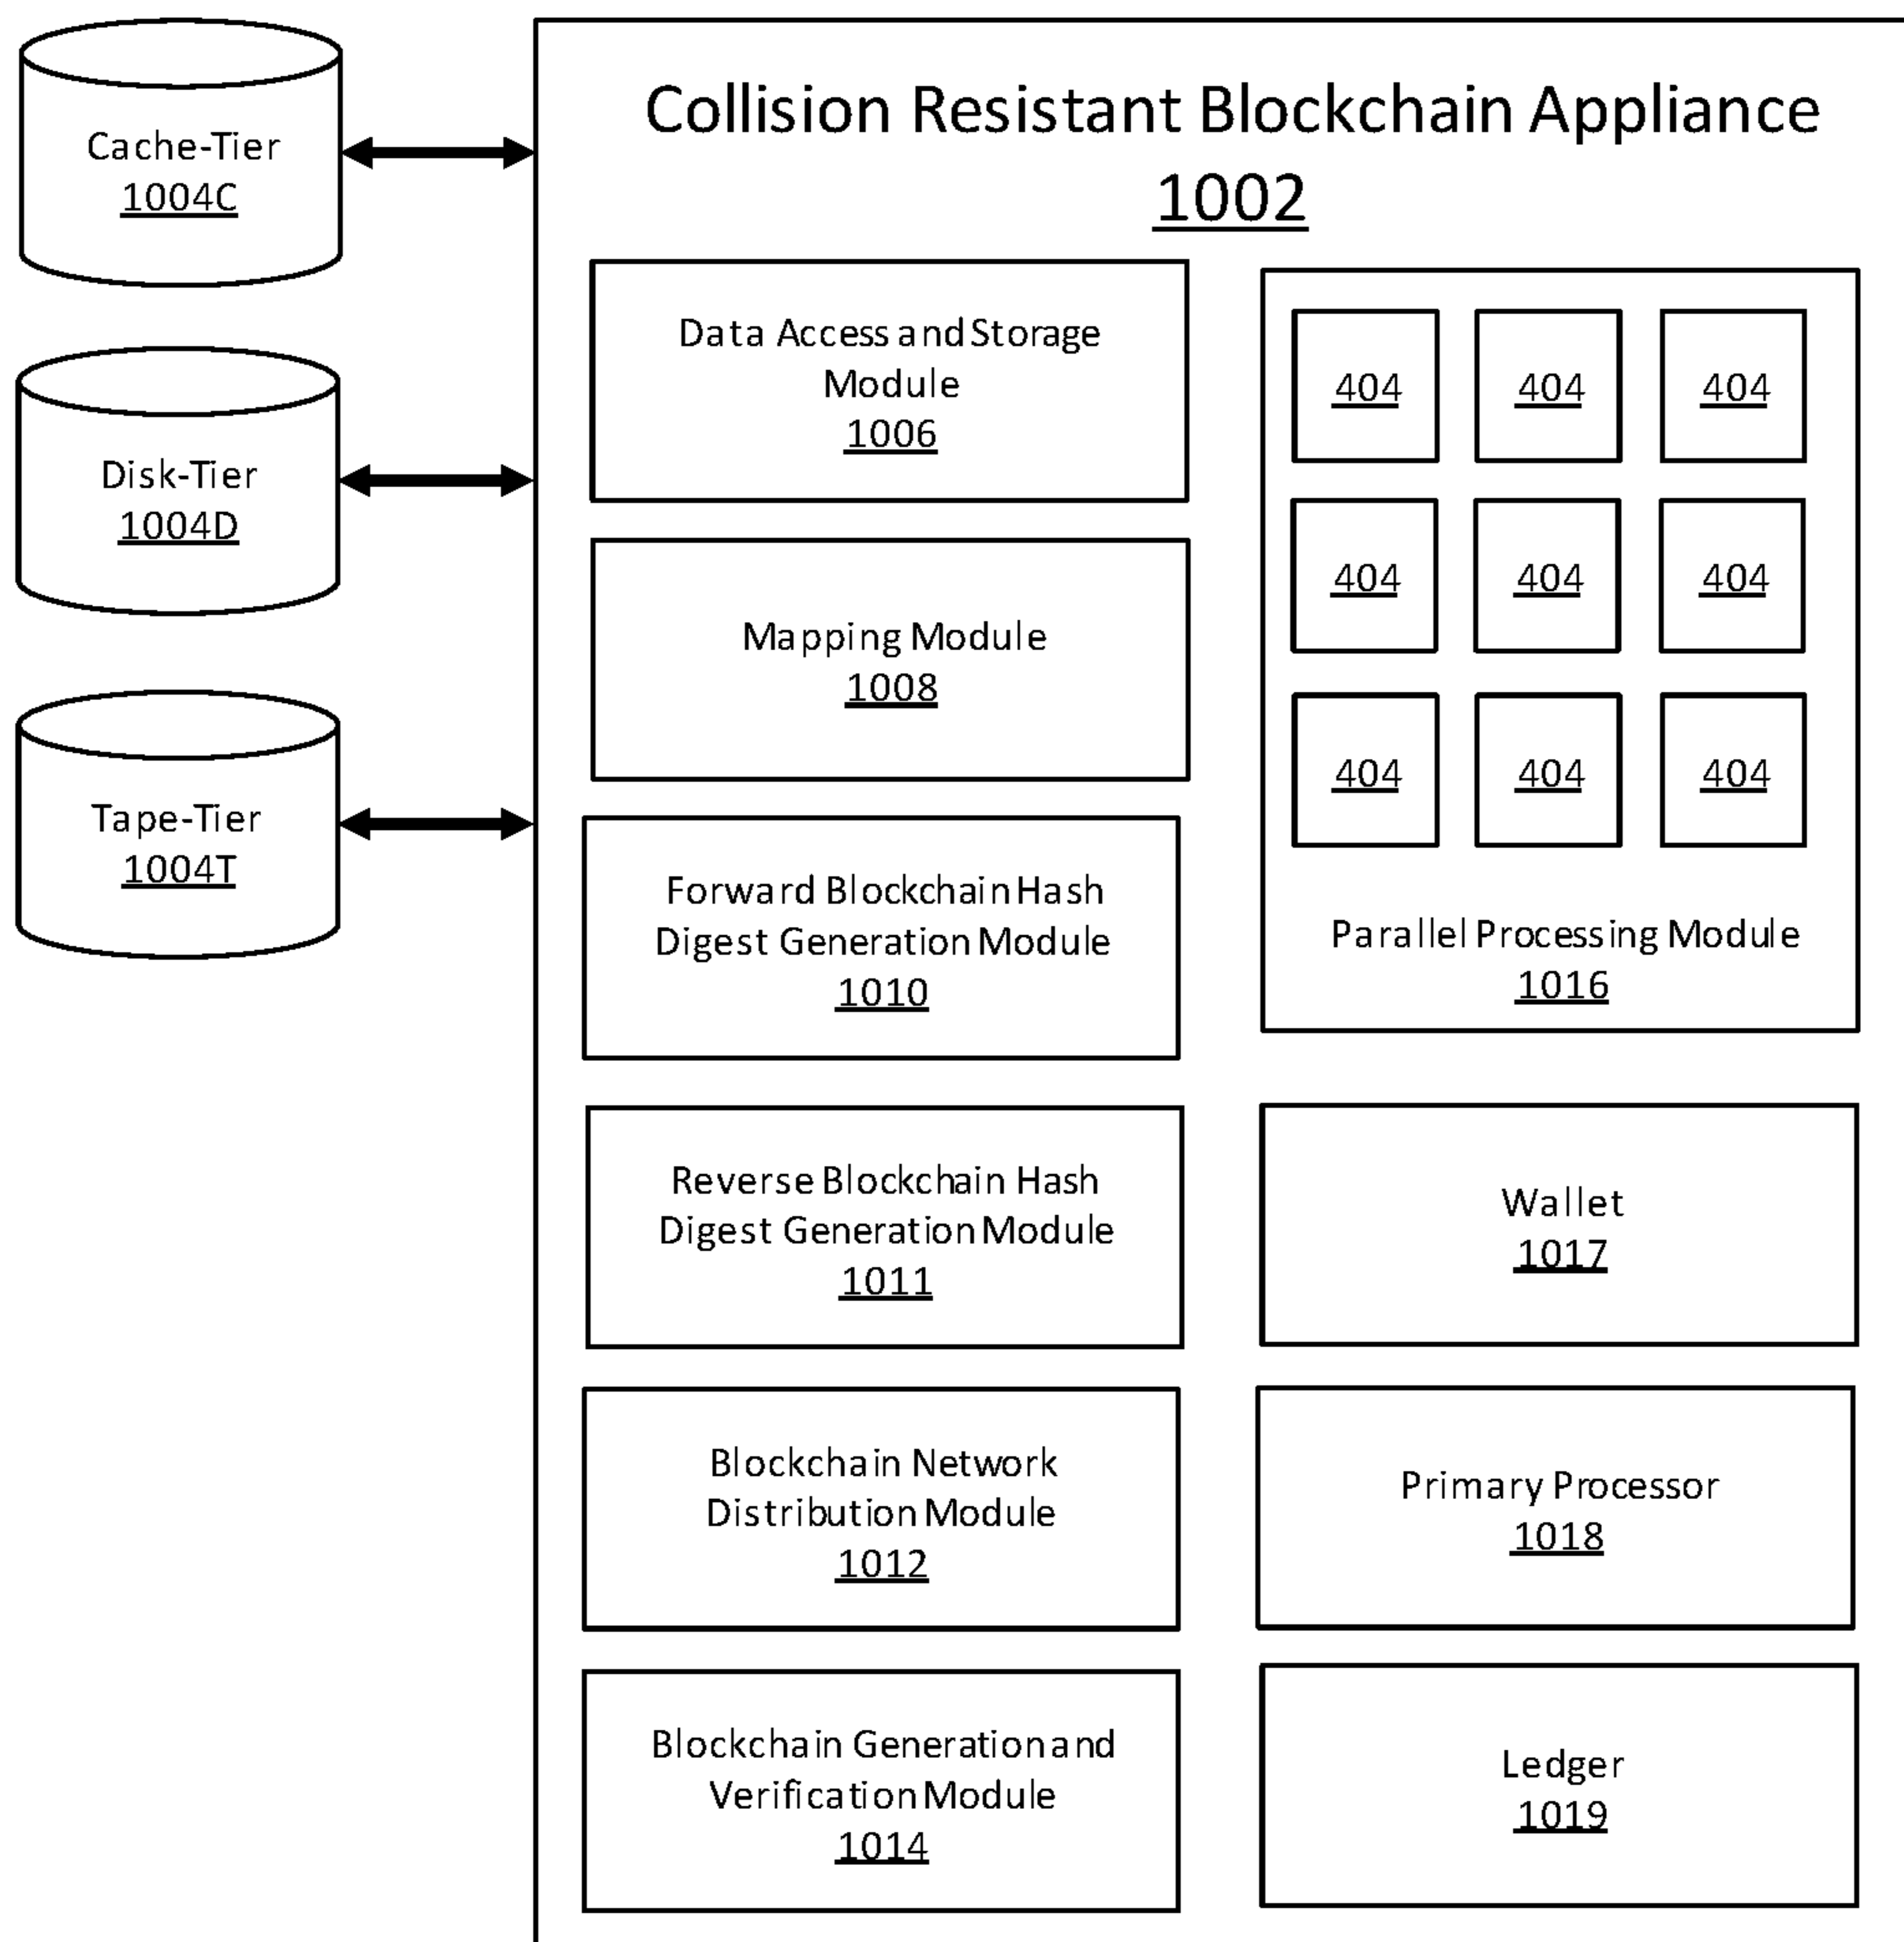 Collision Resistant Blockchain Appliance
1002
Cache-Tier
1004C
Disk-Tier
1004D
Tape-Tier
1004T
Data Access and Storage
Module
1006
Mapping Module
1008
Forward Blockchain Hash
Digest Generation Module
1010
Reverse Blockchain Hash
Digest Generation Module
1011
Blockchain Network
Distribution Module
1012
Blockchain Generation and
Verification Module
1014
404 404 404
404 404 404
404 404 404
Parallel Processing Module
1016
Wallet
1017
Primary Processor
1018
Ledger
1019